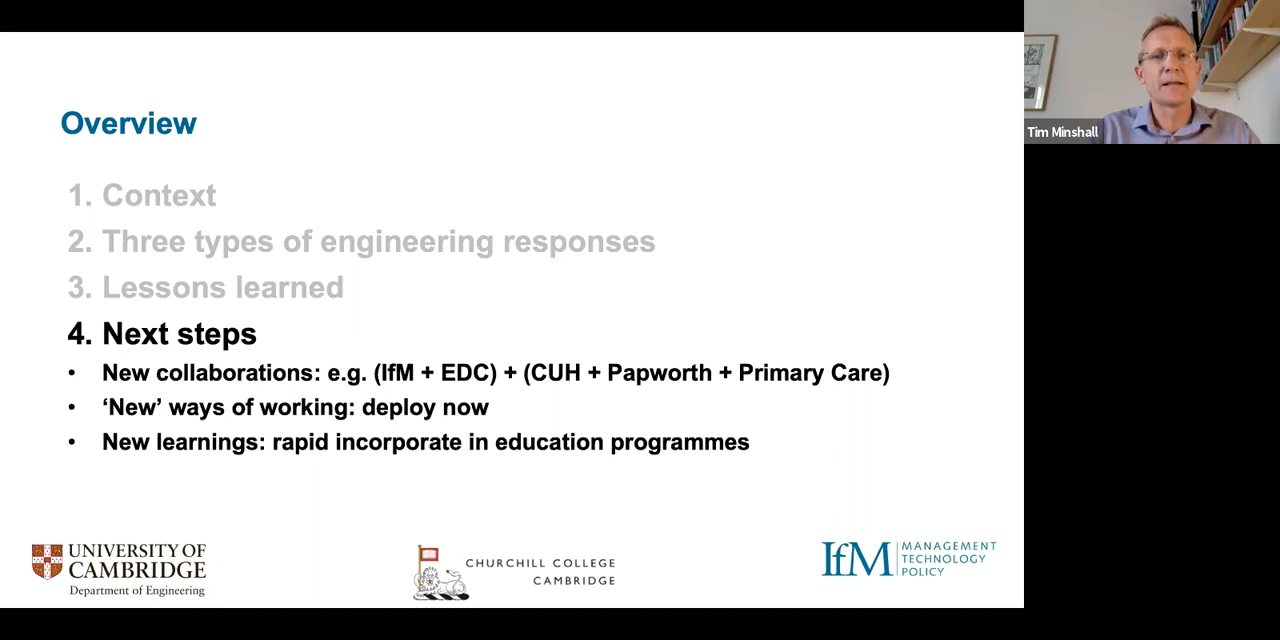 Overview
1. Context
2. Three types of engineering responses
3. Lessons learned
4. Next steps
• New collaborations: e.g. (IfM + EDC) + (CUH + Papworth + Primary Care)
• ‘New’ ways of working: deploy now
• New learnings: rapid incorporate in education programmes
UNIVERSITY OF
CAMBRIDGE
Department of Engineering
CHURCHILL COLLEGE
CAMBRIDGE
IfM
MANAGEMENT
TECHNOLOGY
POLICY
Tim Minshall